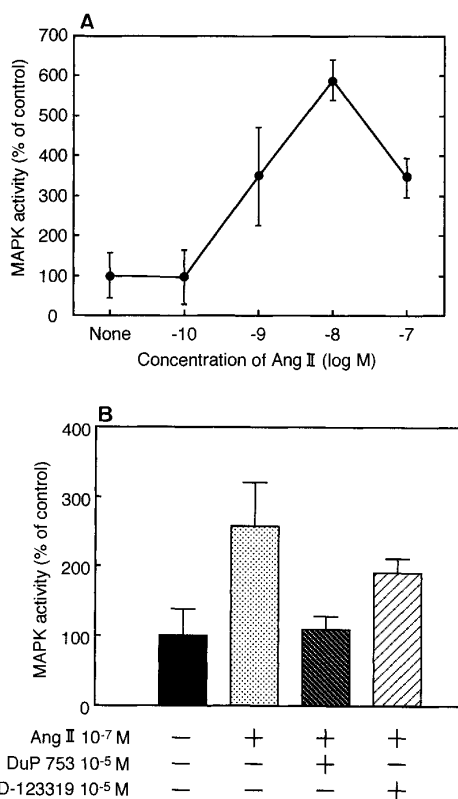 A
MAPK activity (% of control)
700
600
500
400
300
200
100
0
None -10 -9 -8 -7
Concentration of Ang Ⅱ (log M)
B
MAPK activity (% of control)
400
300
200
100
0
Ang Ⅱ 10-7 M — + + +
DuP 753 10-5 M — — + —
D-123319 10-5 M — — — +